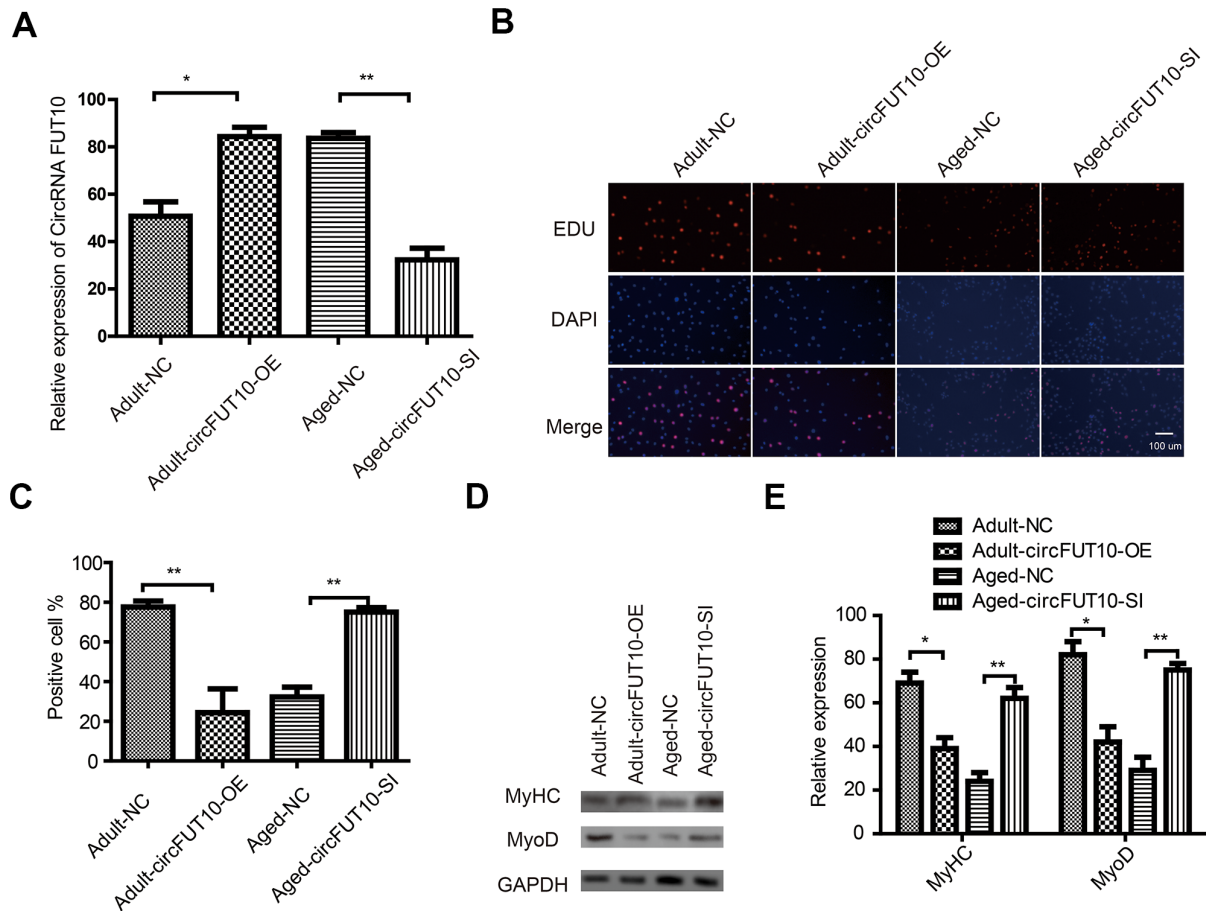 A
Relative expression of CircRNA FUT10
100
80
60
40
20
0
*
**
Adult-NC
Adult-circFUT10-OE
Aged-NC
Aged-circFUT10-SI
B
Adult-NC
Adult-circFUT10-OE
Aged-NC
Aged-circFUT10-SI
EDU
DAPI
Merge
100 um
C
Positive cell %
100
80
60
40
20
0
**
**
Adult-NC
Adult-circFUT10-OE
Aged-NC
Aged-circFUT10-SI
D
Adult-NC
Adult-circFUT10-OE
Aged-NC
Aged-circFUT10-SI
MyHC
MyoD
GAPDH
E
Adult-NC
Adult-circFUT10-OE
Aged-NC
Aged-circFUT10-SI
Relative expression
100
80
60
40
20
0
*
**
*
**
MyHC
MyoD